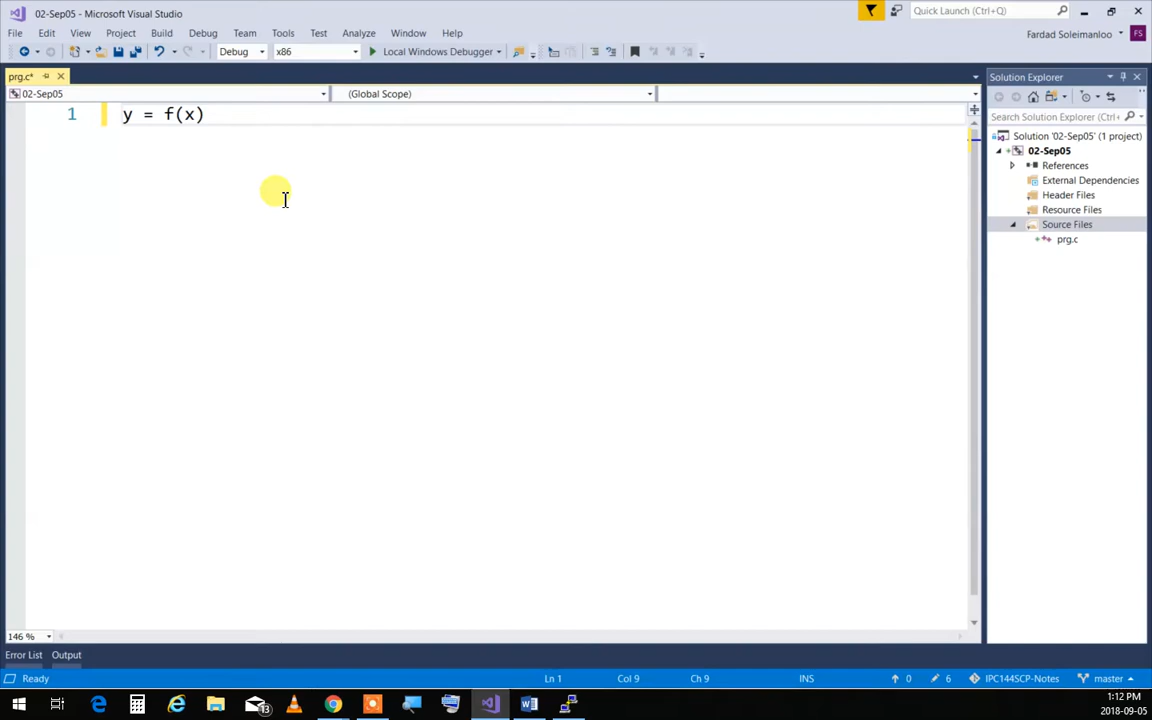 02-Sep05 - Microsoft Visual Studio
Quick Launch (Ctrl+Q)
File Edit View Project Build Debug Team Tools Test Analyze Window Help
Fardad Soleimanloo FS
Debug x86 Local Windows Debugger
prg.c*
Solution Explorer
02-Sep05 (Global Scope)
1 y = f(x)
Search Solution Explorer (Ctrl+
Solution '02-Sep05' (1 project)
02-Sep05
References
External Dependencies
Header Files
Resource Files
Source Files
prg.c
146 %
Error List Output
Ready Ln 1 Col 9 Ch 9 INS 0 6 IPC144SCP-Notes master
13
1:12 PM
2018-09-05